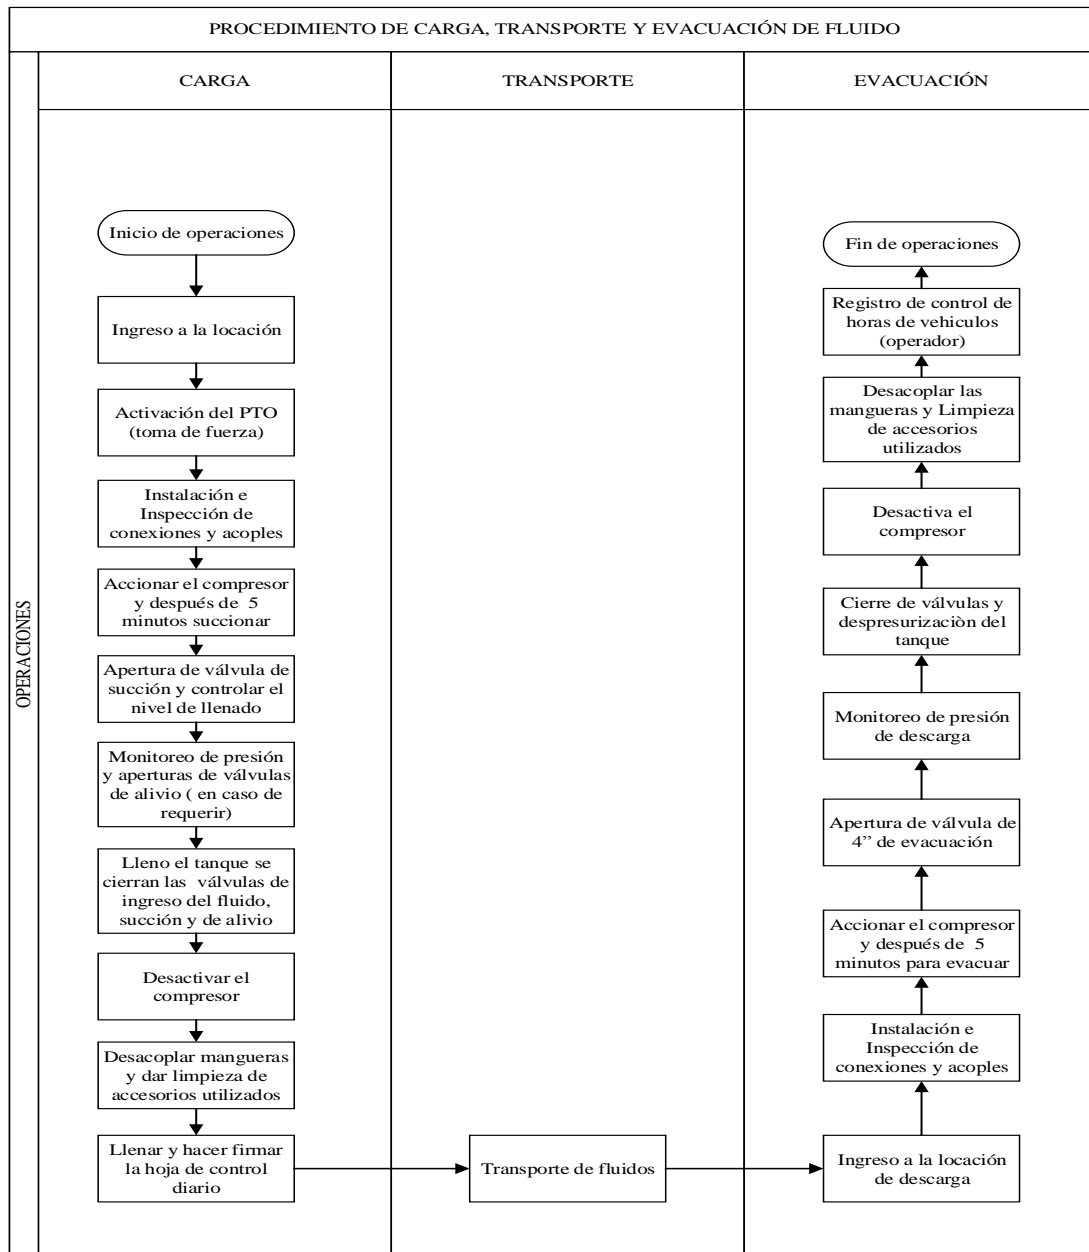 PROCEDIMIENTO DE CARGA, TRANSPORTE Y EVACUACIÓN DE FLUIDO
OPERACIONES
CARGA
TRANSPORTE
EVACUACIÓN
Inicio de operaciones
Ingreso a la locación
Activación del PTO
(toma de fuerza)
Instalación e
Inspección de
conexiones y acoples
Accionar el compresor
y después de 5
minutos succionar
Apertura de válvula de
succión y controlar el
nivel de llenado
Monitoreo de presión
y aperturas de válvulas
de alivio ( en caso de
requerir)
Lleno el tanque se
cierran las válvulas de
ingreso del fluido,
succión y de alivio
Desactivar el
compresor
Desacoplar mangueras
y dar limpieza de
accesorios utilizados
Llenar y hacer firmar
la hoja de control
diario
Transporte de fluidos
Ingreso a la locación
de descarga
Instalación e
Inspección de
conexiones y acoples
Accionar el compresor
y después de 5
minutos para evacuar
Apertura de válvula de
4” de evacuación
Monitoreo de presión
de descarga
Cierre de válvulas y
despresurizaciòn del
tanque
Desactiva el
compresor
Desacoplar las
mangueras y Limpieza
de accesorios
utilizados
Registro de control de
horas de vehiculos
(operador)
Fin de operaciones